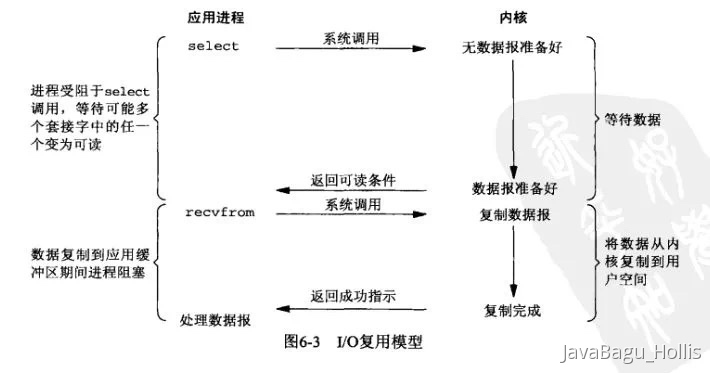 应用进程
内核
select
系统调用
无数据报准备好
进程受阻于select
调用，等待可能多
个套接字中的任一
个变为可读
等待数据
返回可读条件
数据报准备好
recvfrom
系统调用
复制数据报
数据复制到应用缓
冲区期间进程阻塞
将数据从内
核复制到用
户空间
返回成功指示
处理数据报
复制完成
图6-3 I/O复用模型
JavaBagu_Hollis